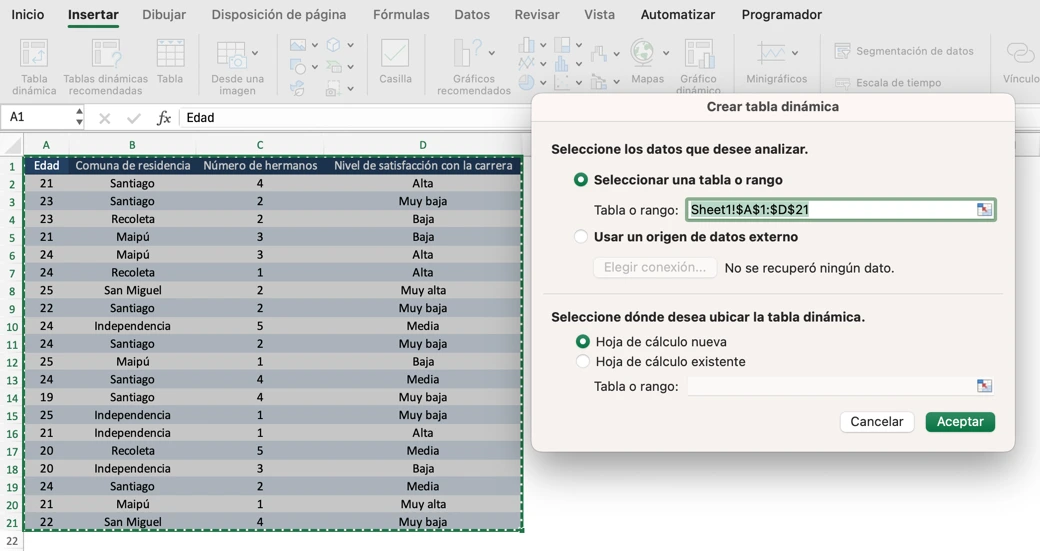 Inicio Insertar Dibujar Disposición de página Fórmulas Datos Revisar Vista Automatizar Programador
Tabla dinámica
Tablas dinámicas recomendadas
Tabla
Desde una imagen
Casilla
Gráficos recomendados
Mapas
Gráfico dinámico
Minigráficos
Segmentación de datos
Escala de tiempo
Vínculo
A1 fx Edad
A B C D
1 Edad Comuna de residencia Número de hermanos Nivel de satisfacción con la carrera
2 21 Santiago 4 Alta
3 23 Santiago 2 Muy baja
4 23 Recoleta 2 Baja
5 21 Maipú 3 Baja
6 24 Maipú 3 Alta
7 24 Recoleta 1 Alta
8 25 San Miguel 2 Muy alta
9 22 Santiago 2 Muy baja
10 24 Independencia 5 Media
11 24 Santiago 2 Muy baja
12 25 Maipú 1 Baja
13 24 Santiago 4 Media
14 19 Santiago 4 Muy baja
15 25 Independencia 1 Muy baja
16 21 Independencia 1 Alta
17 20 Recoleta 5 Media
18 20 Independencia 3 Baja
19 24 Santiago 2 Media
20 21 Maipú 1 Muy alta
21 22 San Miguel 4 Muy baja
22
Crear tabla dinámica
Seleccione los datos que desee analizar.
Seleccionar una tabla o rango
Tabla o rango: Sheet1!$A$1:$D$21
Usar un origen de datos externo
Elegir conexión... No se recuperó ningún dato.
Seleccione dónde desea ubicar la tabla dinámica.
Hoja de cálculo nueva
Hoja de cálculo existente
Tabla o rango:
Cancelar Aceptar